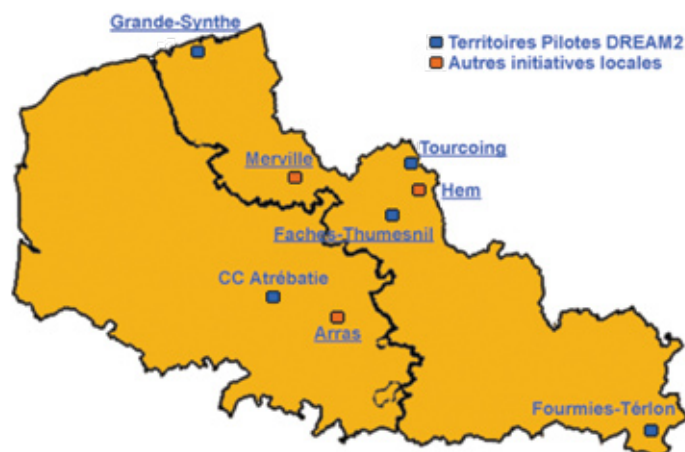 Grande-Synthe
Territoires Pilotes DREAM2
Autres initiatives locales
Tourcoing
Merville
Hem
Faches-Thumesnil
CC Atrébatie
Arras
Fourmies-Térlon